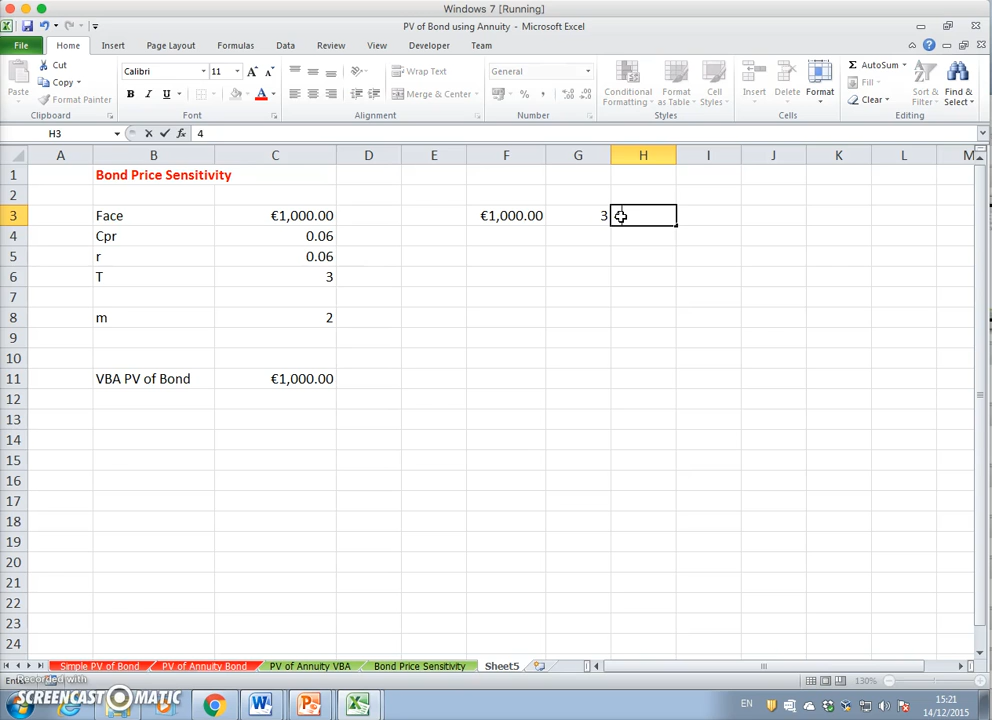 Windows 7 [Running]
PV of Bond using Annuity - Microsoft Excel
File Home Insert Page Layout Formulas Data Review View Developer Team
Cut Calibri 11 Wrap Text General AutoSum
Paste Copy Conditional Formatting Format as Table Cell Styles Insert Delete Format Fill Sort & Filter Find & Select
Format Painter B I U A Merge & Center % Clear
Clipboard Font Alignment Number Styles Cells Editing
H3 fx 4
A B C D E F G H I J K L M
1 Bond Price Sensitivity
2
3 Face €1,000.00 €1,000.00 3
4 Cpr 0.06
5 r 0.06
6 T 3
7
8 m 2
9
10
11 VBA PV of Bond €1,000.00
12
13
14
15
16
17
18
19
20
21
22
23
24
Simple PV of Bond PV of Annuity Bond PV of Annuity VBA Bond Price Sensitivity Sheet5
Recorded with 130%
SCREENCAST MATIC EN 15:21
14/12/2015